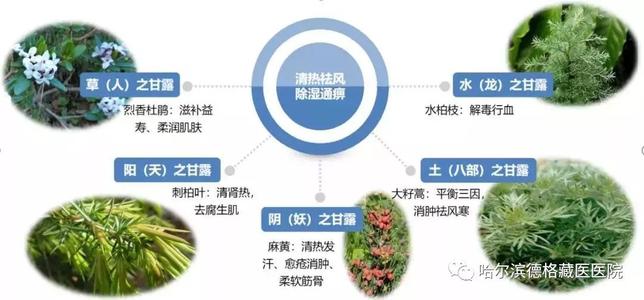 清热祛风
除湿通痹
草（人）之甘露
烈香杜鹃：滋补益
寿、柔润肌肤
水（龙）之甘露
水柏枝：解毒行血
阳（天）之甘露
刺柏叶：清肾热，
去腐生肌
阴（妖）之甘露
麻黄：清热发
汗、愈疮消肿、
柔软筋骨
土（八部）之甘露
大籽蒿：平衡三因，
消肿祛风寒
哈尔滨德格藏医医院